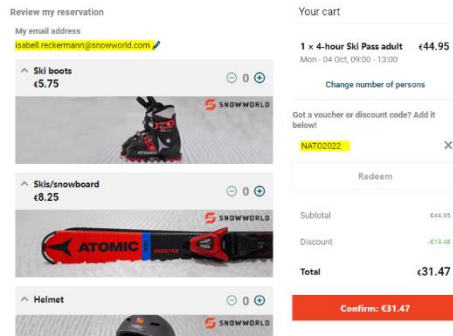 Review my reservation
My email address
isabell.reckermann@snowworld.com
Ski boots
€5.75
0
SNOWWORLD
Skis/snowboard
€8.25
0
SNOWWORLD
ATOMIC
Helmet
0
SNOWWORLD
Your cart
1 × 4-hour Ski Pass adult €44.95
Mon - 04 Oct, 09:00 - 13:00
Change number of persons
Got a voucher or discount code? Add it
below!
NATO2022
Redeem
Subtotal €44.95
Discount -€13.48
Total €31.47
Confirm: €31.47